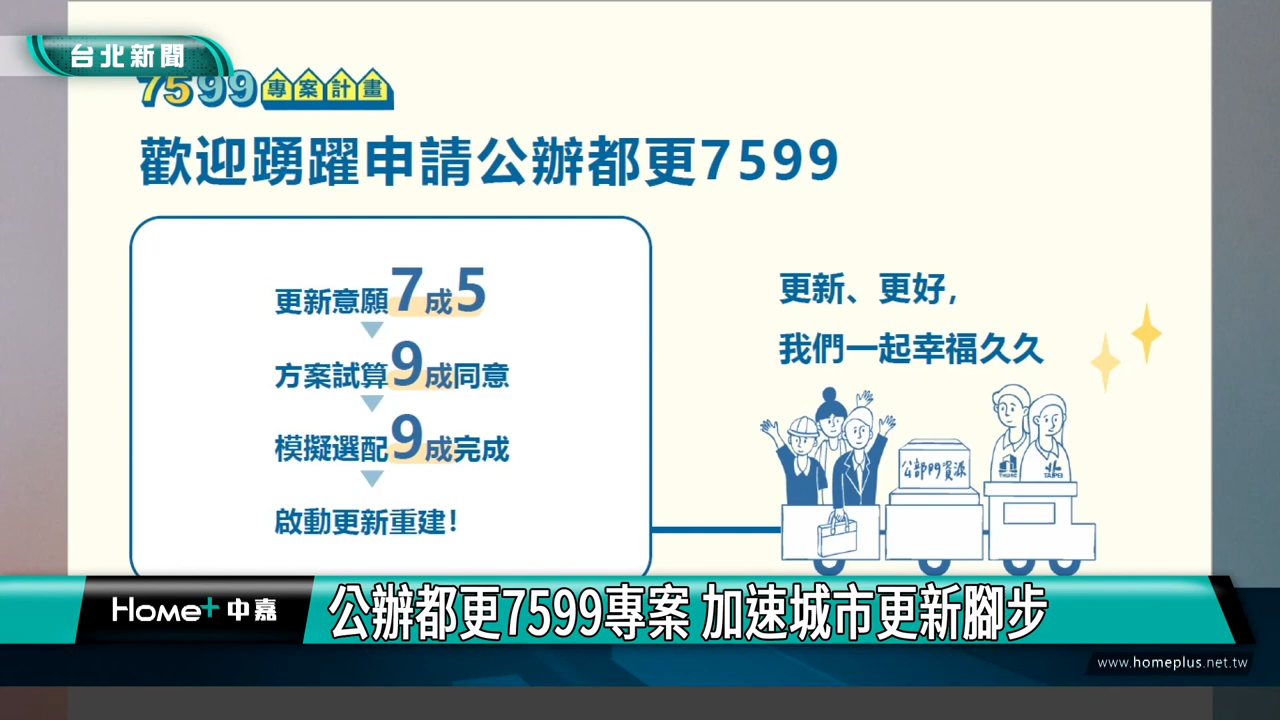 台北新聞
7599專案計畫
歡迎踴躍申請公辦都更7599
更新意願7成5
方案試算9成同意
模擬選配9成完成
啟動更新重建!
更新、更好,
我們一起幸福久久
公部門資源
THURC
TAIPEI
Home+中嘉
公辦都更7599專案 加速城市更新腳步
www.homeplus.net.tw